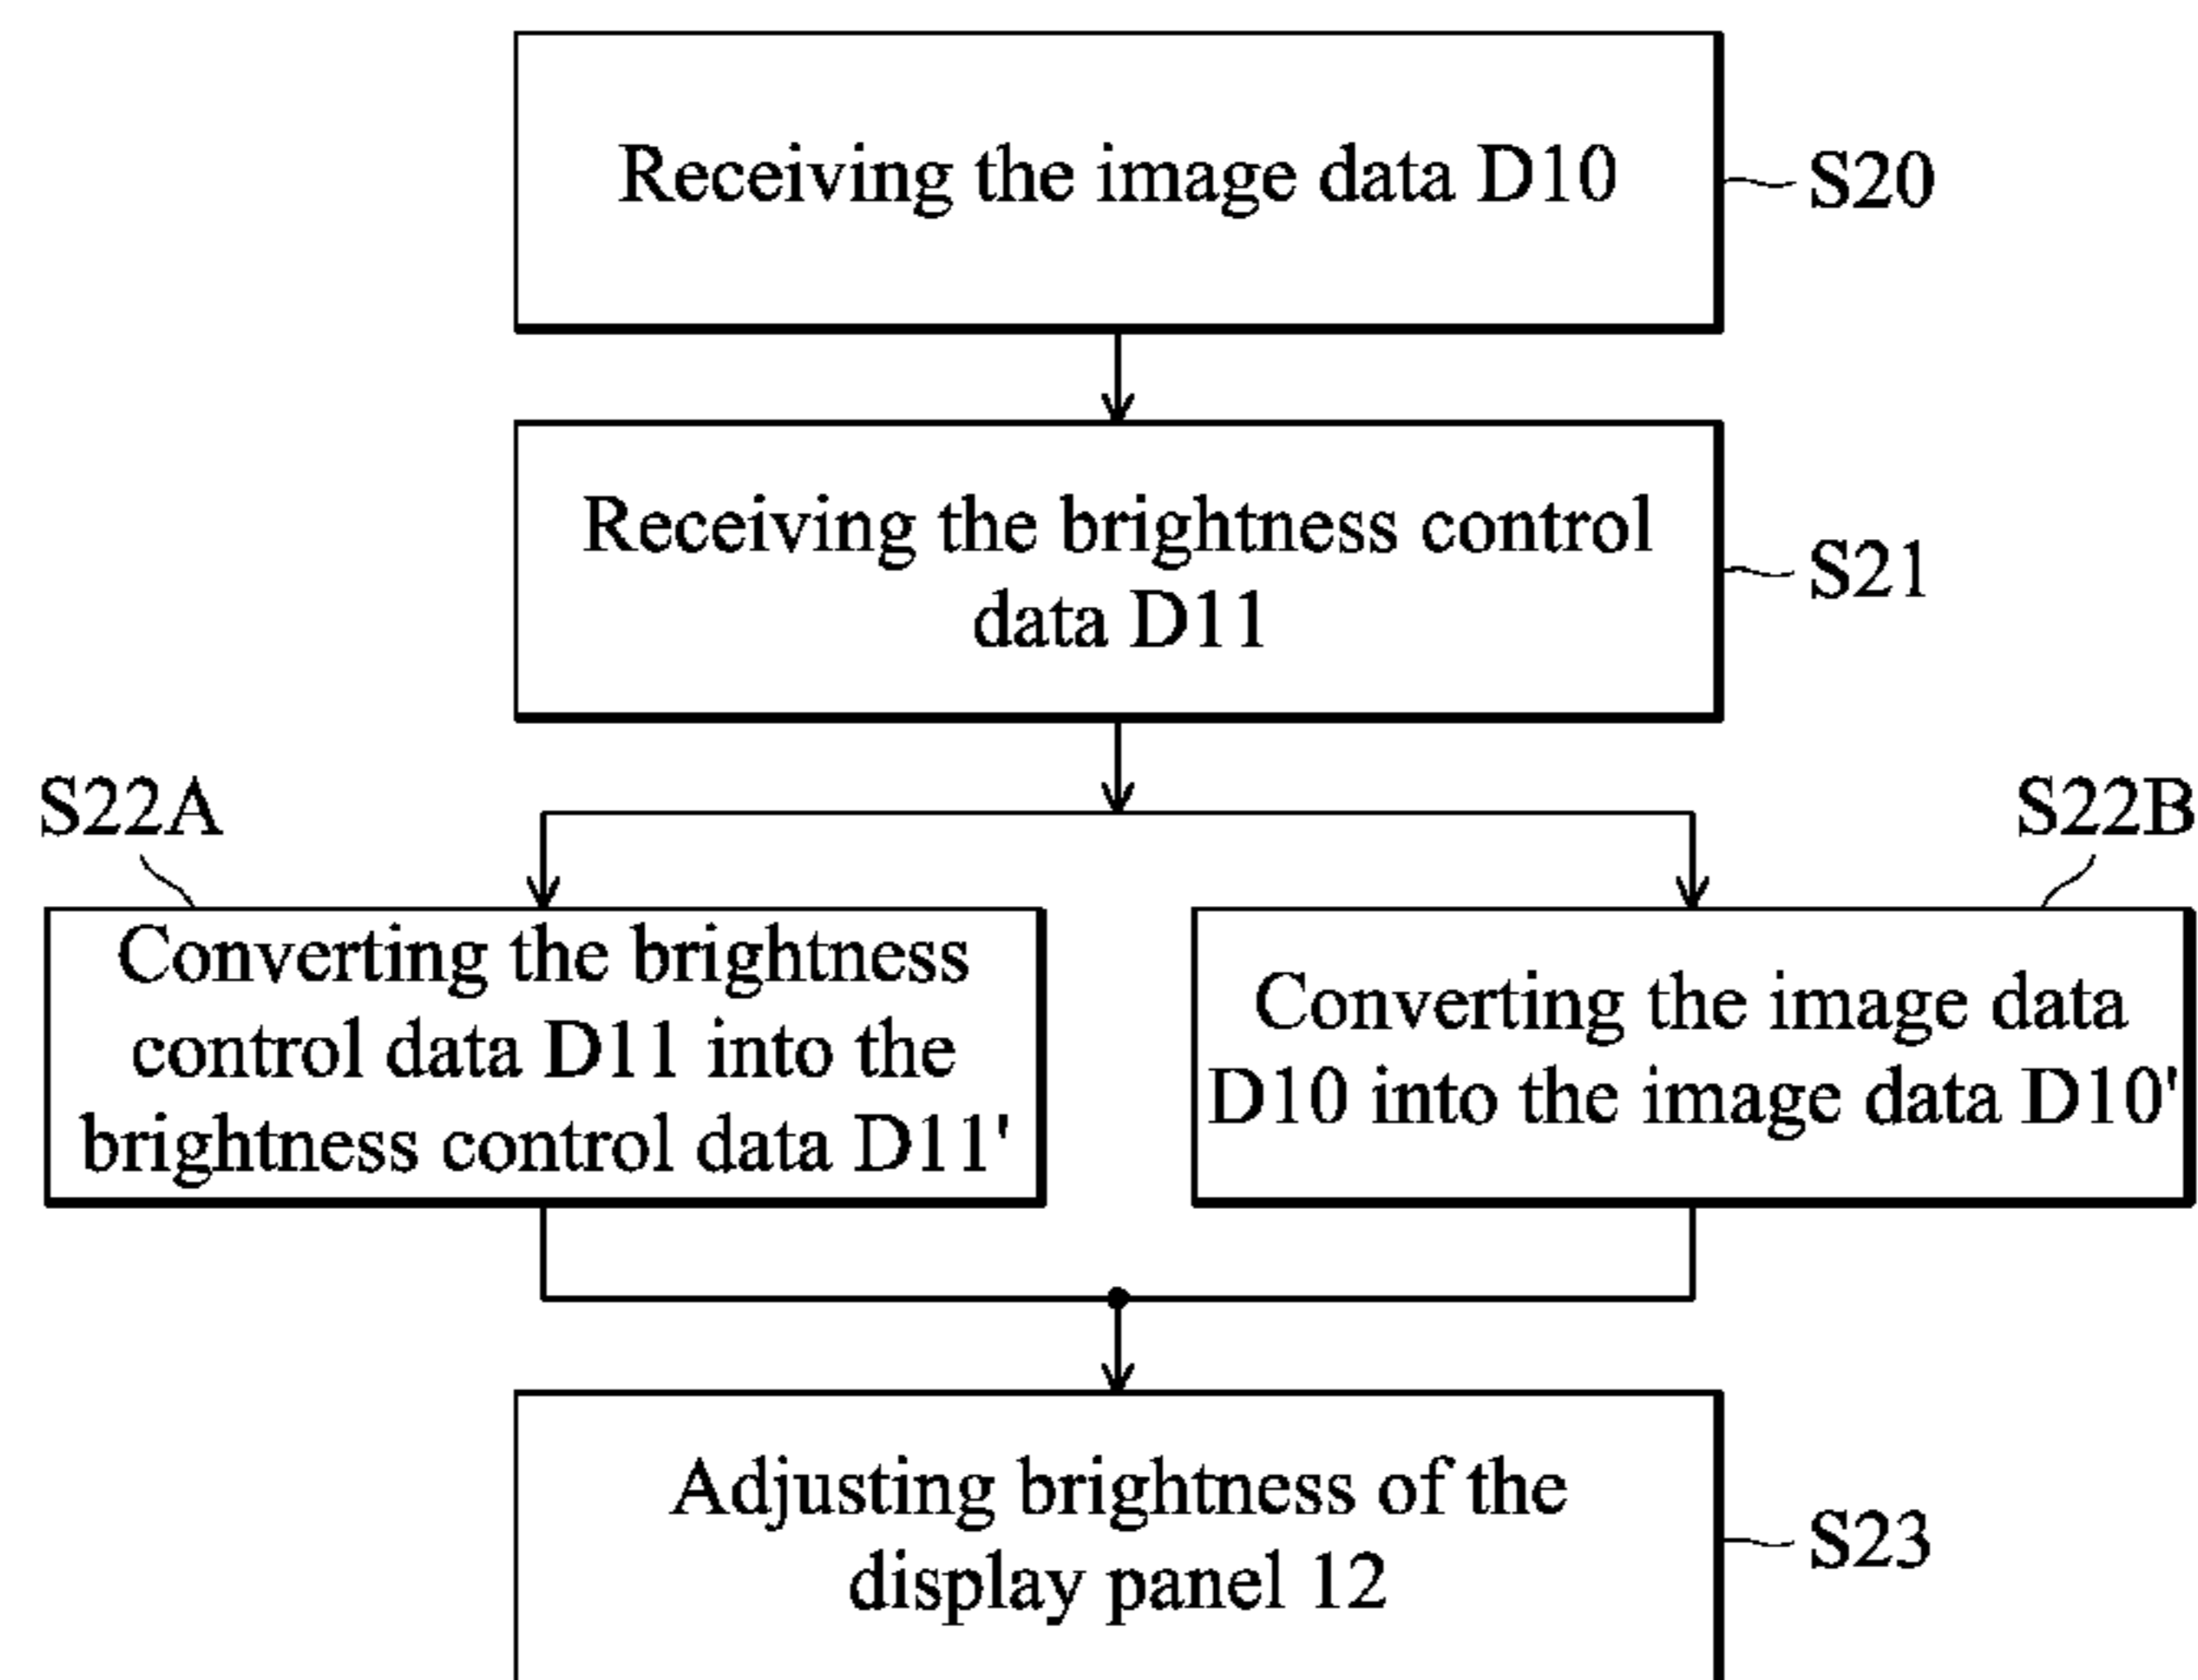 Receiving the image data D10
S20
Receiving the brightness control
data D11
S21
S22A
S22B
Converting the brightness
control data D11 into the
brightness control data D11'
Converting the image data
D10 into the image data D10'
Adjusting brightness of the
display panel 12
S23